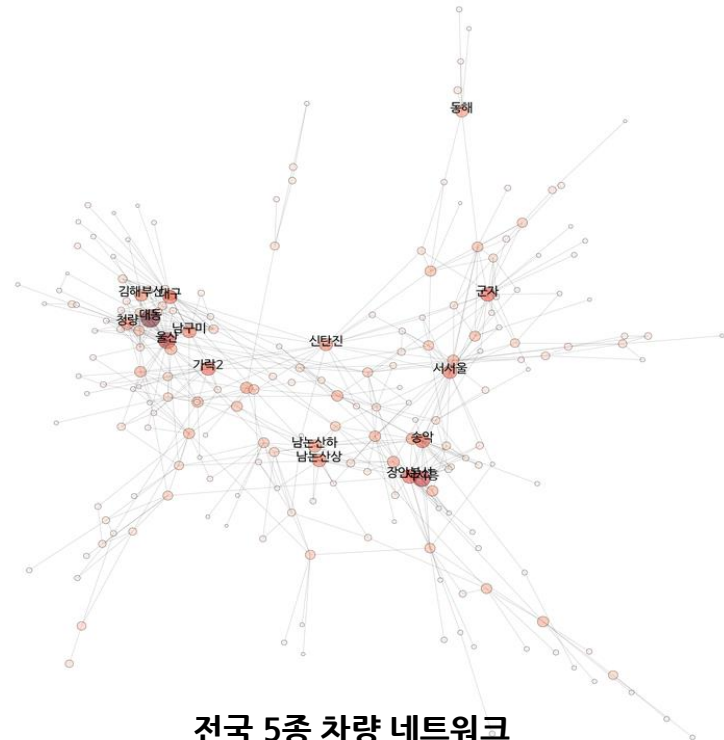 동해
김해부산
대구
군자
청량
대동
남구미
울산
신탄진
가락2
서서울
송악
남논산하
남논산상
전국 5종 차량 네트워크